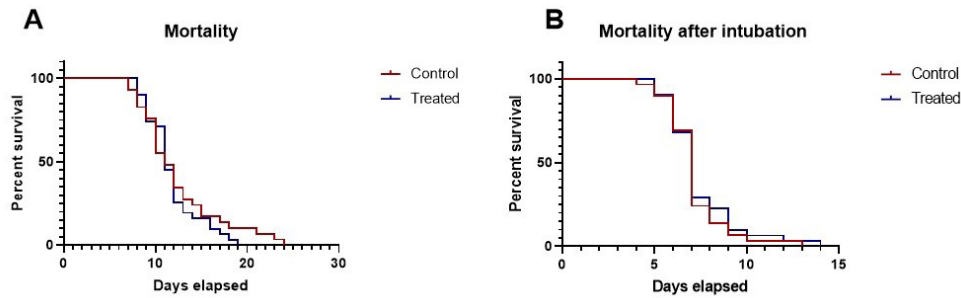 A
Mortality
Percent survival
100
50
0
0 10 20 30
Days elapsed
Control
Treated
B
Mortality after intubation
Percent survival
100
50
0
0 5 10 15
Days elapsed
Control
Treated